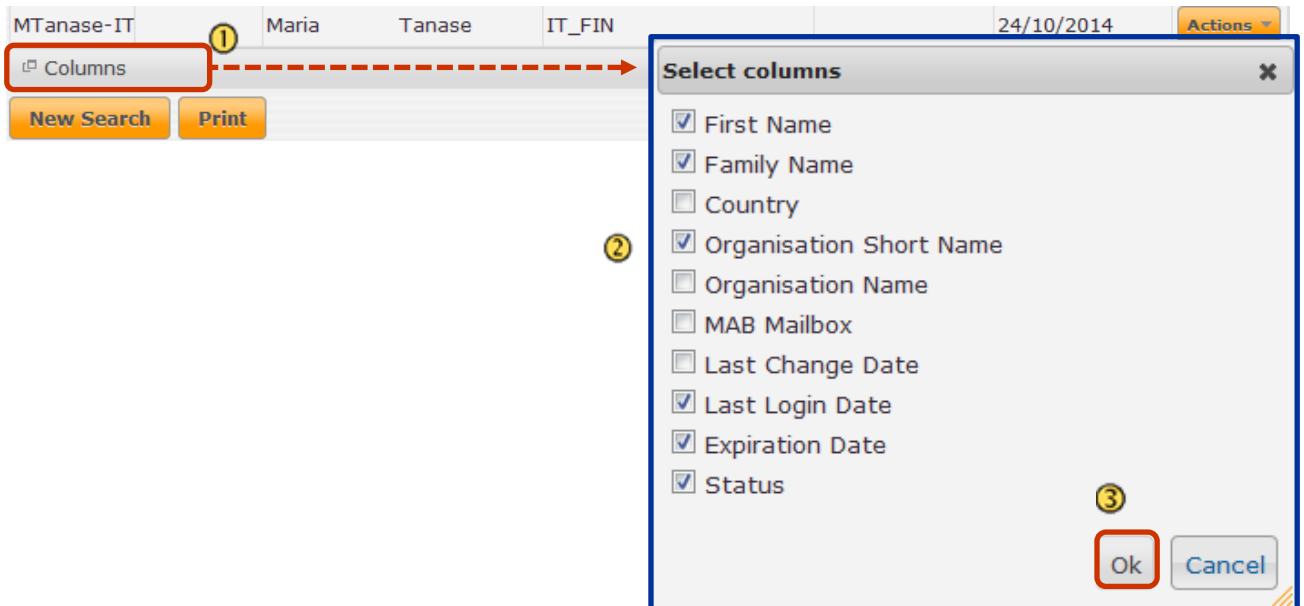 MTanase-IT Maria Tanase IT_FIN 24/10/2014 Actions
1
Columns
New Search Print
Select columns
First Name
Family Name
Country
2
Organisation Short Name
Organisation Name
MAB Mailbox
Last Change Date
Last Login Date
Expiration Date
Status
3
Ok Cancel